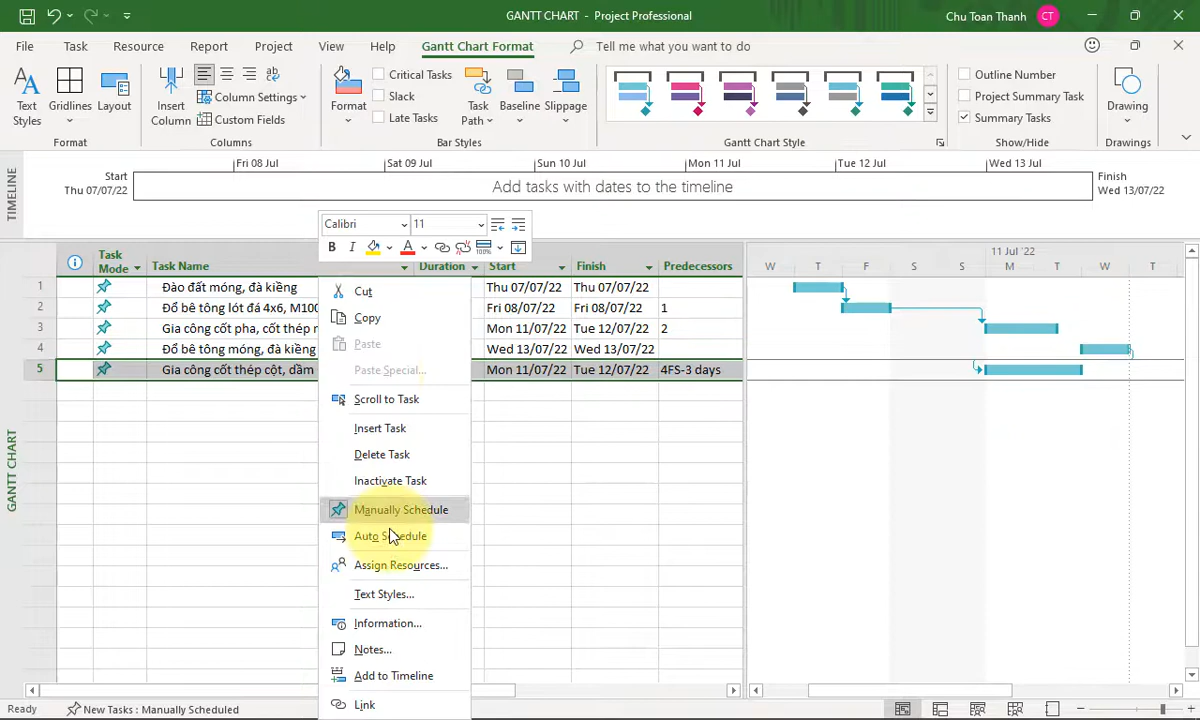 GANTT CHART - Project Professional
Chu Toan Thanh CT
File Task Resource Report Project View Help Gantt Chart Format Tell me what you want to do
Text Styles
Gridlines
Layout
Format
Insert Column
Column Settings
Custom Fields
Columns
Format
Critical Tasks
Slack
Late Tasks
Task Path
Baseline
Slippage
Bar Styles
Gantt Chart Style
Outline Number
Project Summary Task
Summary Tasks
Show/Hide
Drawing
Drawings
TIMELINE
Fri 08 Jul Sat 09 Jul Sun 10 Jul Mon 11 Jul Tue 12 Jul Wed 13 Jul
Start
Thu 07/07/22
Add tasks with dates to the timeline
Finish
Wed 13/07/22
Calibri 11
B I A 100%
Task Mode Task Name Duration Start Finish Predecessors
11 Jul '22
W T F S S M T W T
1 Đào đất móng, đà kiềng Thu 07/07/22 Thu 07/07/22
2 Đổ bê tông lót đá 4x6, M100 Fri 08/07/22 Fri 08/07/22 1
3 Gia công cốt pha, cốt thép Mon 11/07/22 Tue 12/07/22 2
4 Đổ bê tông móng, đà kiềng Wed 13/07/22 Wed 13/07/22
5 Gia công cốt thép cột, dầm Mon 11/07/22 Tue 12/07/22 4FS-3 days
GANTT CHART
Cut
Copy
Paste
Paste Special...
Scroll to Task
Insert Task
Delete Task
Inactivate Task
Manually Schedule
Auto Schedule
Assign Resources...
Text Styles...
Information...
Notes...
Add to Timeline
Link
Ready New Tasks : Manually Scheduled